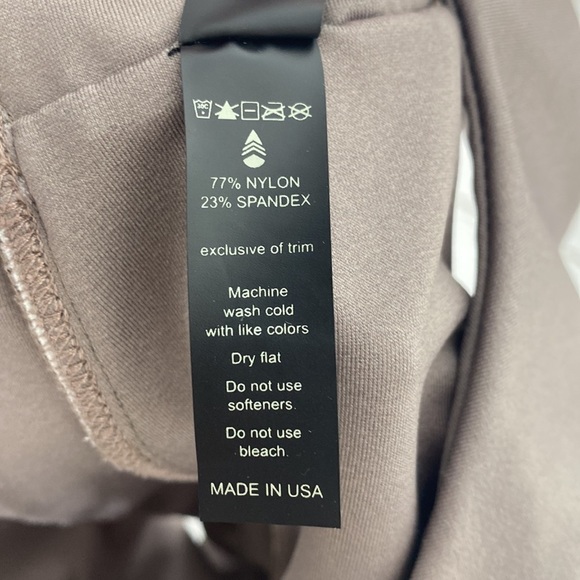 30C
77% NYLON
23% SPANDEX
exclusive of trim
Machine
wash cold
with like colors
Dry flat
Do not use
softeners.
Do not use
bleach.
MADE IN USA